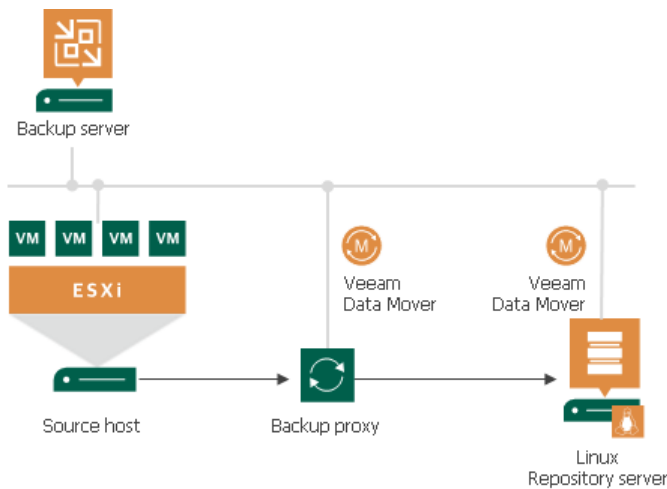 Backup server
VM VM VM VM
ESXi
M
Veeam
Data Mover
M
Veeam
Data Mover
Source host
Backup proxy
Linux
Repository server